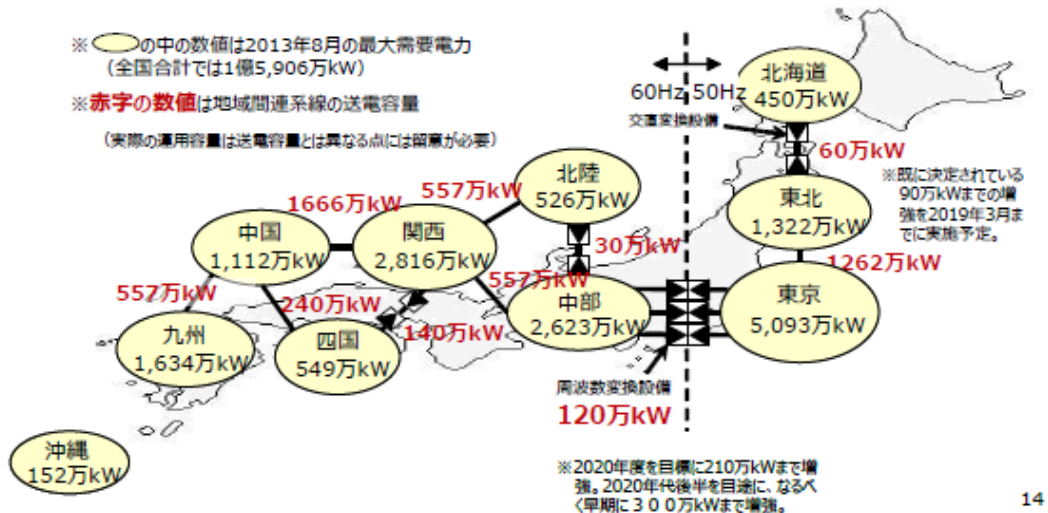 ※ の中の数値は2013年8月の最大需要電力
(全国合計では1億5,906万kW)
※赤字の数値は地域間連系線の送電容量
(実際の運用容量は送電容量とは異なる点には留意が必要)
60Hz 50Hz
北海道
450万kW
交直変換設備
60万kW
※既に決定されている
90万kWまでの増
強を2019年3月ま
でに実施予定。
東北
1,322万kW
1262万kW
東京
5,093万kW
北陸
526万kW
557万kW
30万kW
1666万kW
関西
2,816万kW
中国
1,112万kW
557万kW
中部
2,623万kW
557万kW
240万kW
140万kW
九州
1,634万kW
四国
549万kW
周波数変換設備
120万kW
沖縄
152万kW
※2020年度を目標に210万kWまで増
強。2020年代後半を目途に、なるべ
く早期に300万kWまで増強。
14